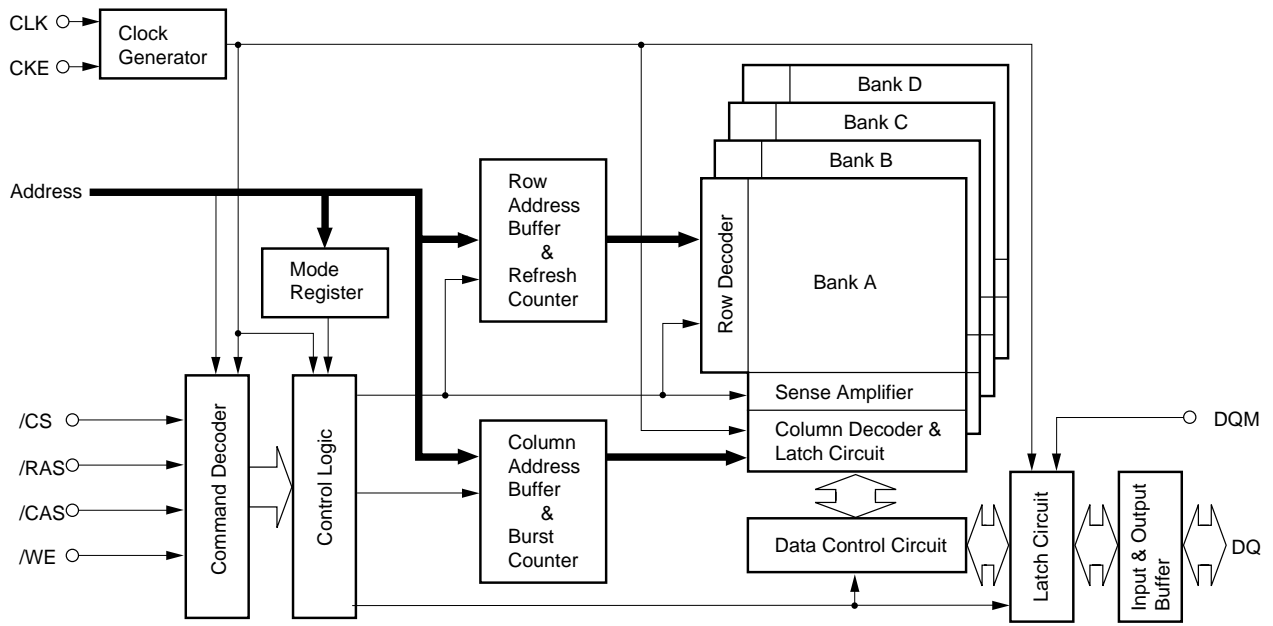 CLK
CKE
Clock
Generator
Bank D
Bank C
Bank B
Address
Row
Address
Buffer
&
Refresh
Counter
Row Decoder
Bank A
Mode
Register
Sense Amplifier
Column Decoder &
Latch Circuit
/CS
/RAS
/CAS
/WE
Command Decoder
Control Logic
Column
Address
Buffer
&
Burst
Counter
Data Control Circuit
DQM
Latch Circuit
Input & Output
Buffer
DQ